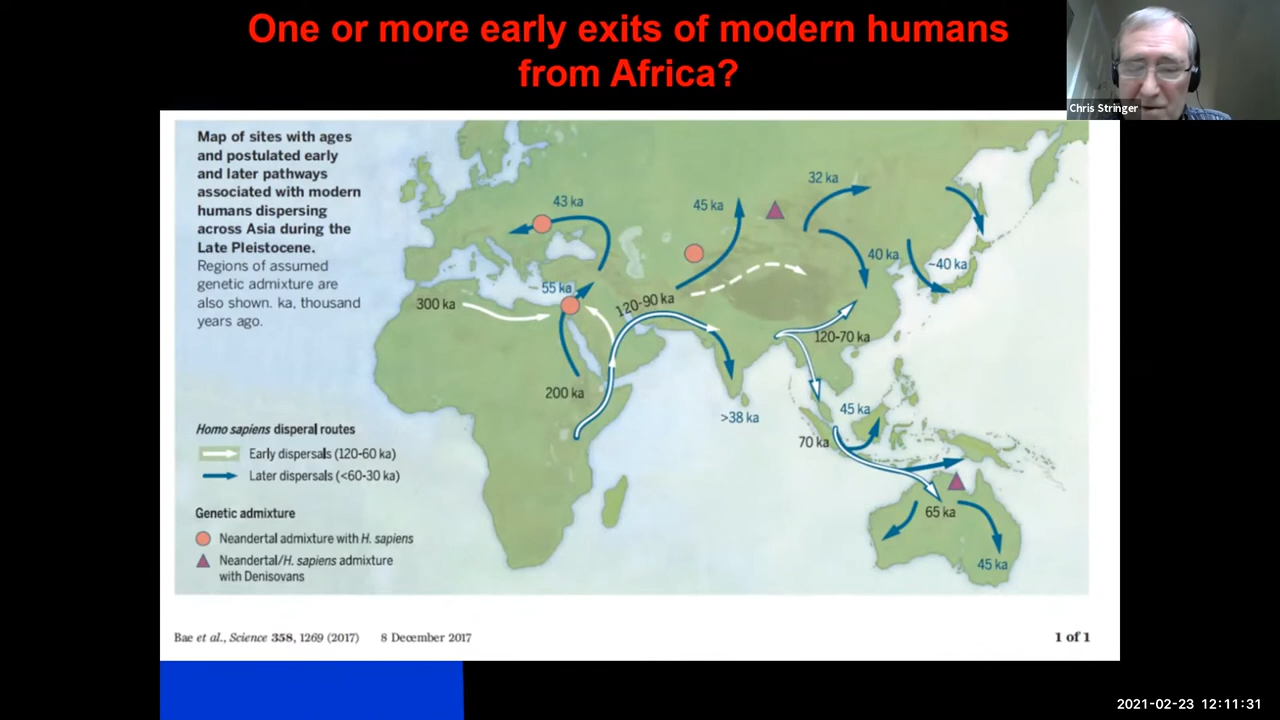 One or more early exits of modern humans
from Africa?
Chris Stringer
Map of sites with ages
and postulated early
and later pathways
associated with modern
humans dispersing
across Asia during the
Late Pleistocene.
Regions of assumed
genetic admixture are
also shown. ka, thousand
years ago.
32 ka
43 ka
45 ka
40 ka
~40 ka
55 ka
300 ka
120-90 ka
120-70 ka
200 ka
>38 ka
45 ka
70 ka
65 ka
45 ka
Homo sapiens disperal routes
Early dispersals (120-60 ka)
Later dispersals (<60-30 ka)
Genetic admixture
Neandertal admixture with H. sapiens
Neandertal/H. sapiens admixture
with Denisovans
Bae et al., Science 358, 1269 (2017) 8 December 2017
1 of 1
2021-02-23 12:11:31